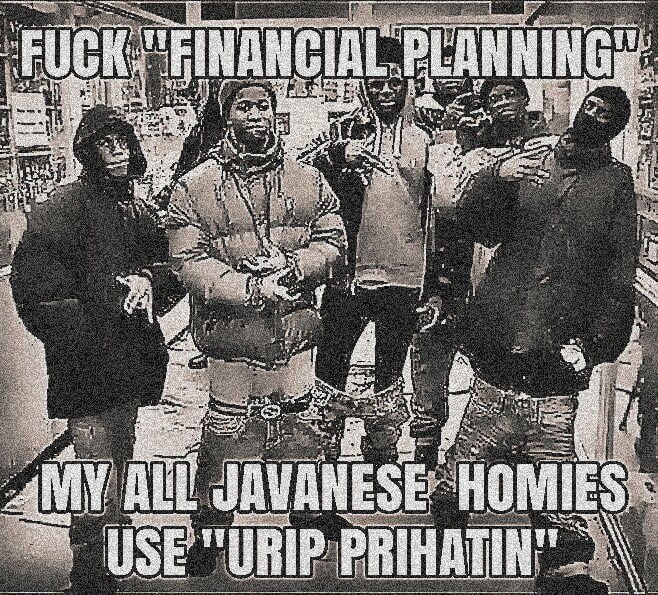 FUCK "FINANCIAL PLANNING"
MY ALL JAVANESE HOMIES
USE "URIP PRIHATIN"